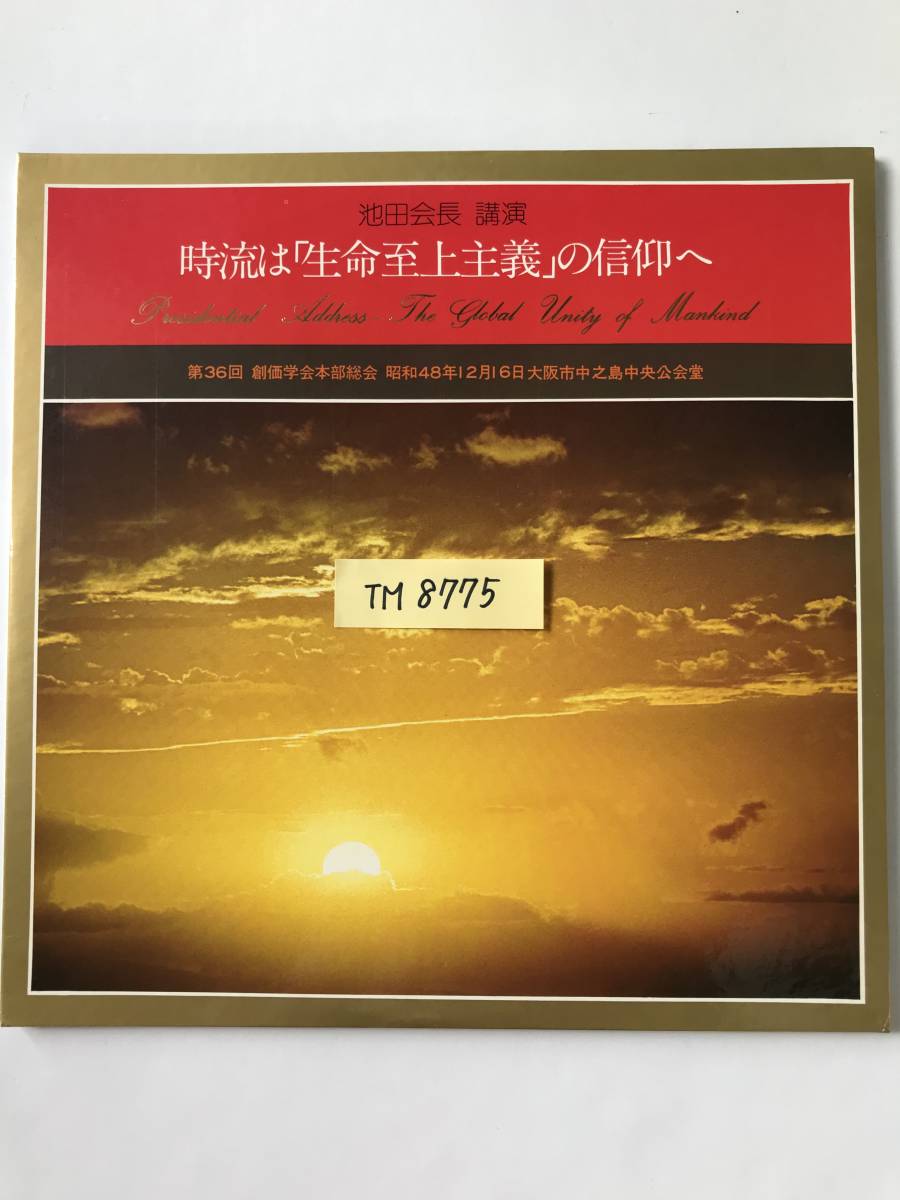 池田会長 講演
時流は「生命至上主義」の信仰へ
Presidential Address - The Global Unity of Mankind
第36回 創価学会本部総会 昭和48年12月16日大阪市中之島中央公会堂
TM 8775